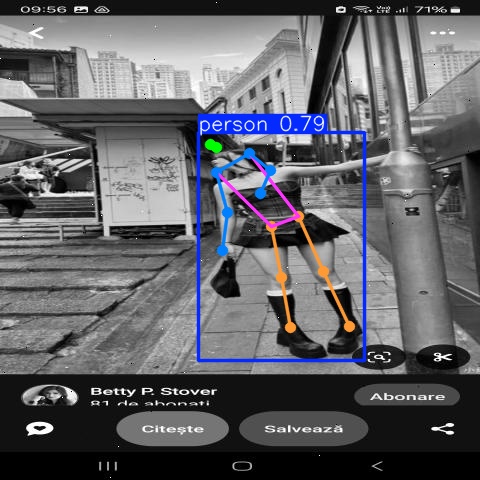 09:56
71%
person 0.79
Betty P. Stover
81 de abonați
Abonare
Citește
Salvează